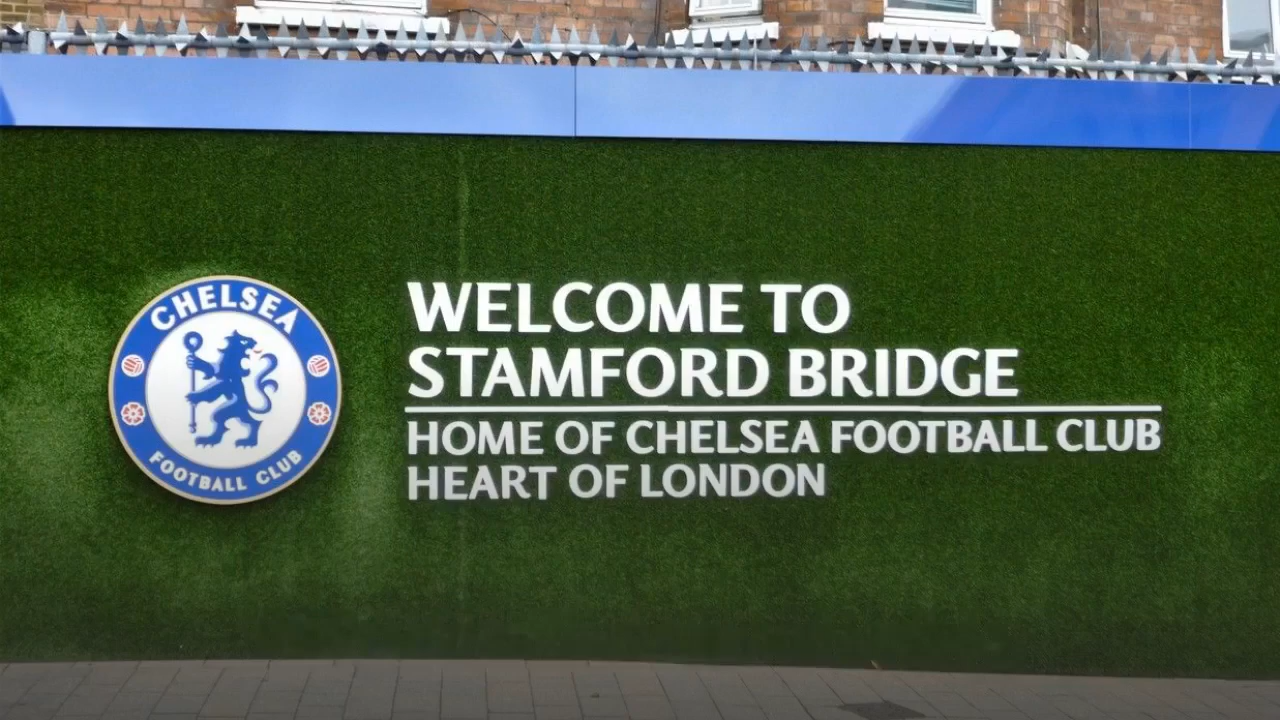 CHELSEA
FOOTBALL CLUB
WELCOME TO
STAMFORD BRIDGE
HOME OF CHELSEA FOOTBALL CLUB
HEART OF LONDON